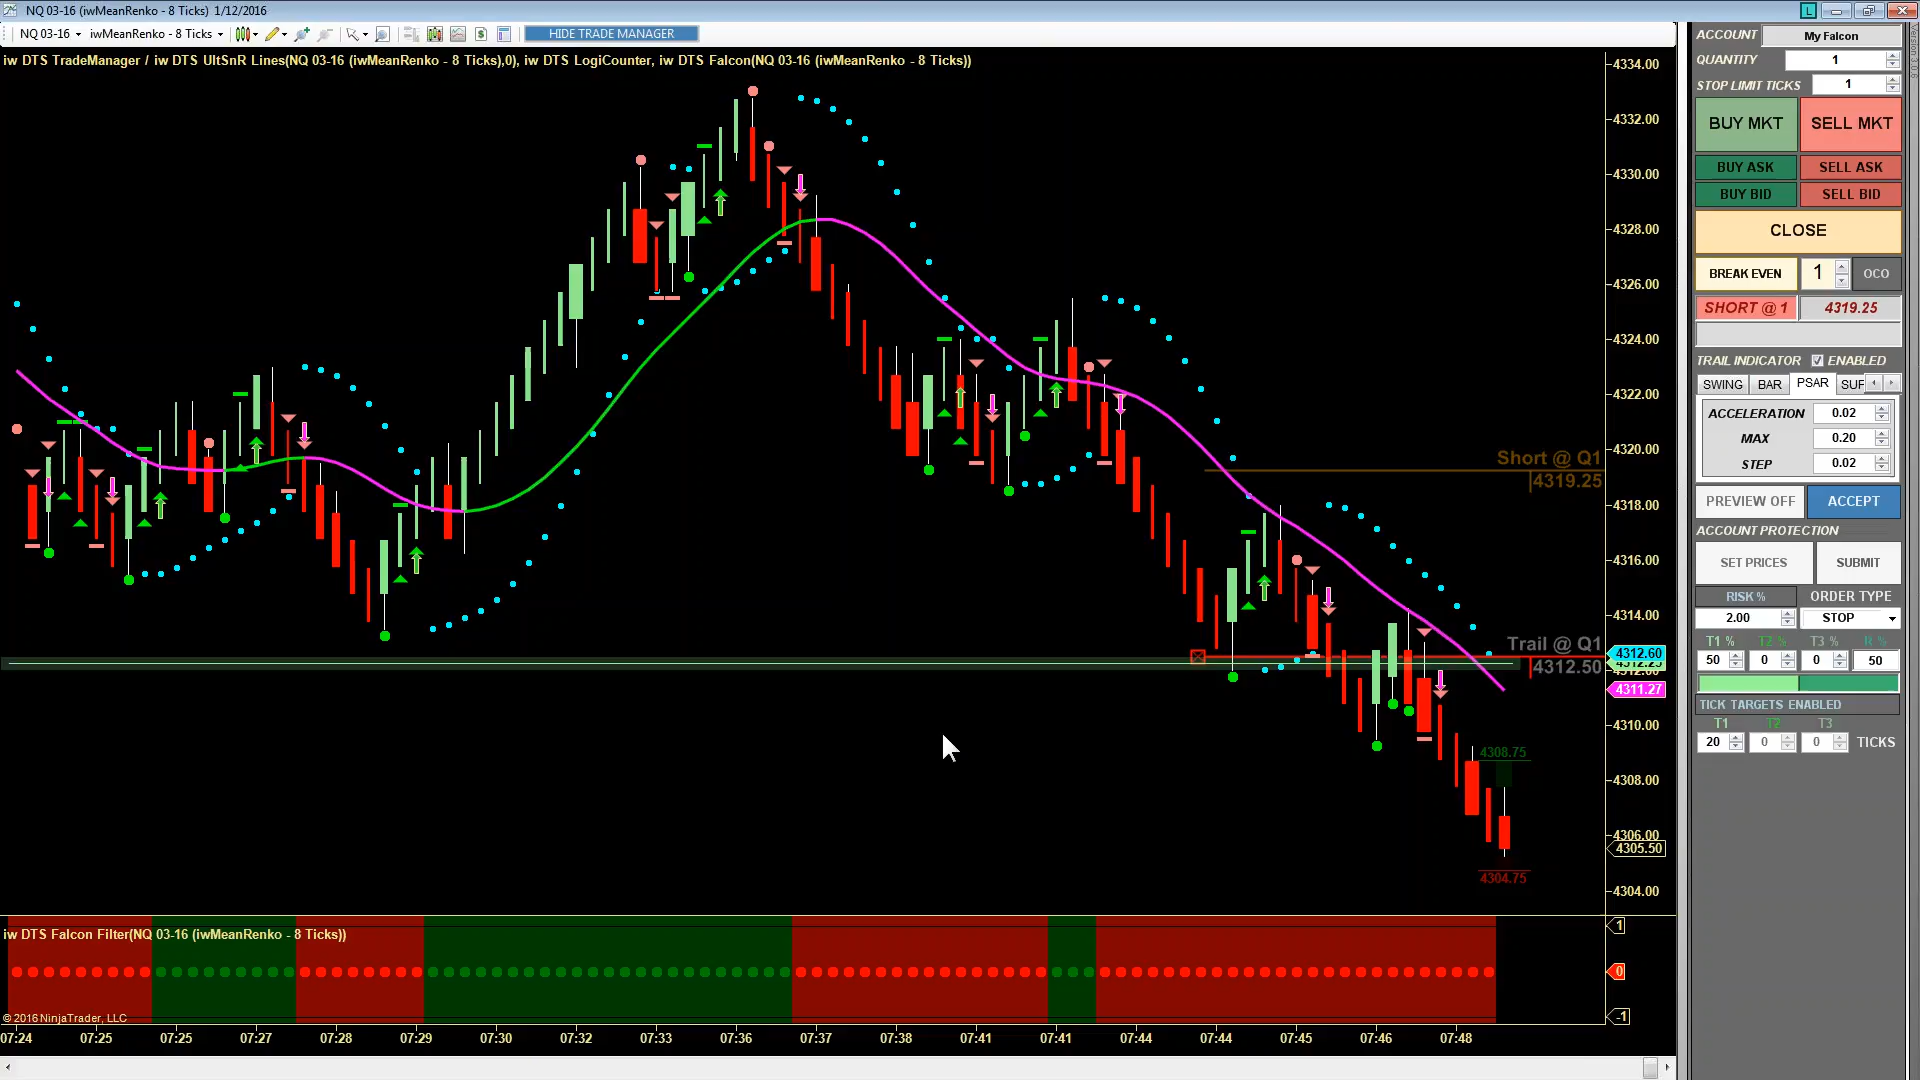 NQ 03-16 (iwMeanRenko - 8 Ticks) 1/12/2016
L
NQ 03-16 iwMeanRenko - 8 Ticks HIDE TRADE MANAGER
iw DTS TradeManager / iw DTS UltSnR Lines(NQ 03-16 (iwMeanRenko - 8 Ticks),0), iw DTS LogiCounter, iw DTS Falcon(NQ 03-16 (iwMeanRenko - 8 Ticks))
4334.00
4332.00
4330.00
4328.00
4326.00
4324.00
4322.00
4320.00
4318.00
4316.00
4314.00
4312.60
4311.27
4310.00
4308.00
4306.00
4305.50
4304.00
Short @ Q1
4319.25
Trail @ Q1
4312.50
4308.75
4304.75
iw DTS Falcon Filter(NQ 03-16 (iwMeanRenko - 8 Ticks))
1
0
-1
© 2016 NinjaTrader, LLC
07:24 07:25 07:25 07:27 07:28 07:29 07:30 07:32 07:33 07:36 07:37 07:38 07:41 07:41 07:44 07:44 07:45 07:46 07:48
ACCOUNT My Falcon
QUANTITY 1
STOP LIMIT TICKS 1
BUY MKT SELL MKT
BUY ASK SELL ASK
BUY BID SELL BID
CLOSE
BREAK EVEN 1 OCO
SHORT @ 1 4319.25
TRAIL INDICATOR ENABLED
SWING BAR PSAR SUF
ACCELERATION 0.02
MAX 0.20
STEP 0.02
PREVIEW OFF ACCEPT
ACCOUNT PROTECTION
SET PRICES SUBMIT
RISK % ORDER TYPE
2.00 STOP
T1 % T2 % T3 % R %
50 0 0 50
TICK TARGETS ENABLED
T1 T2 T3
20 0 0 TICKS